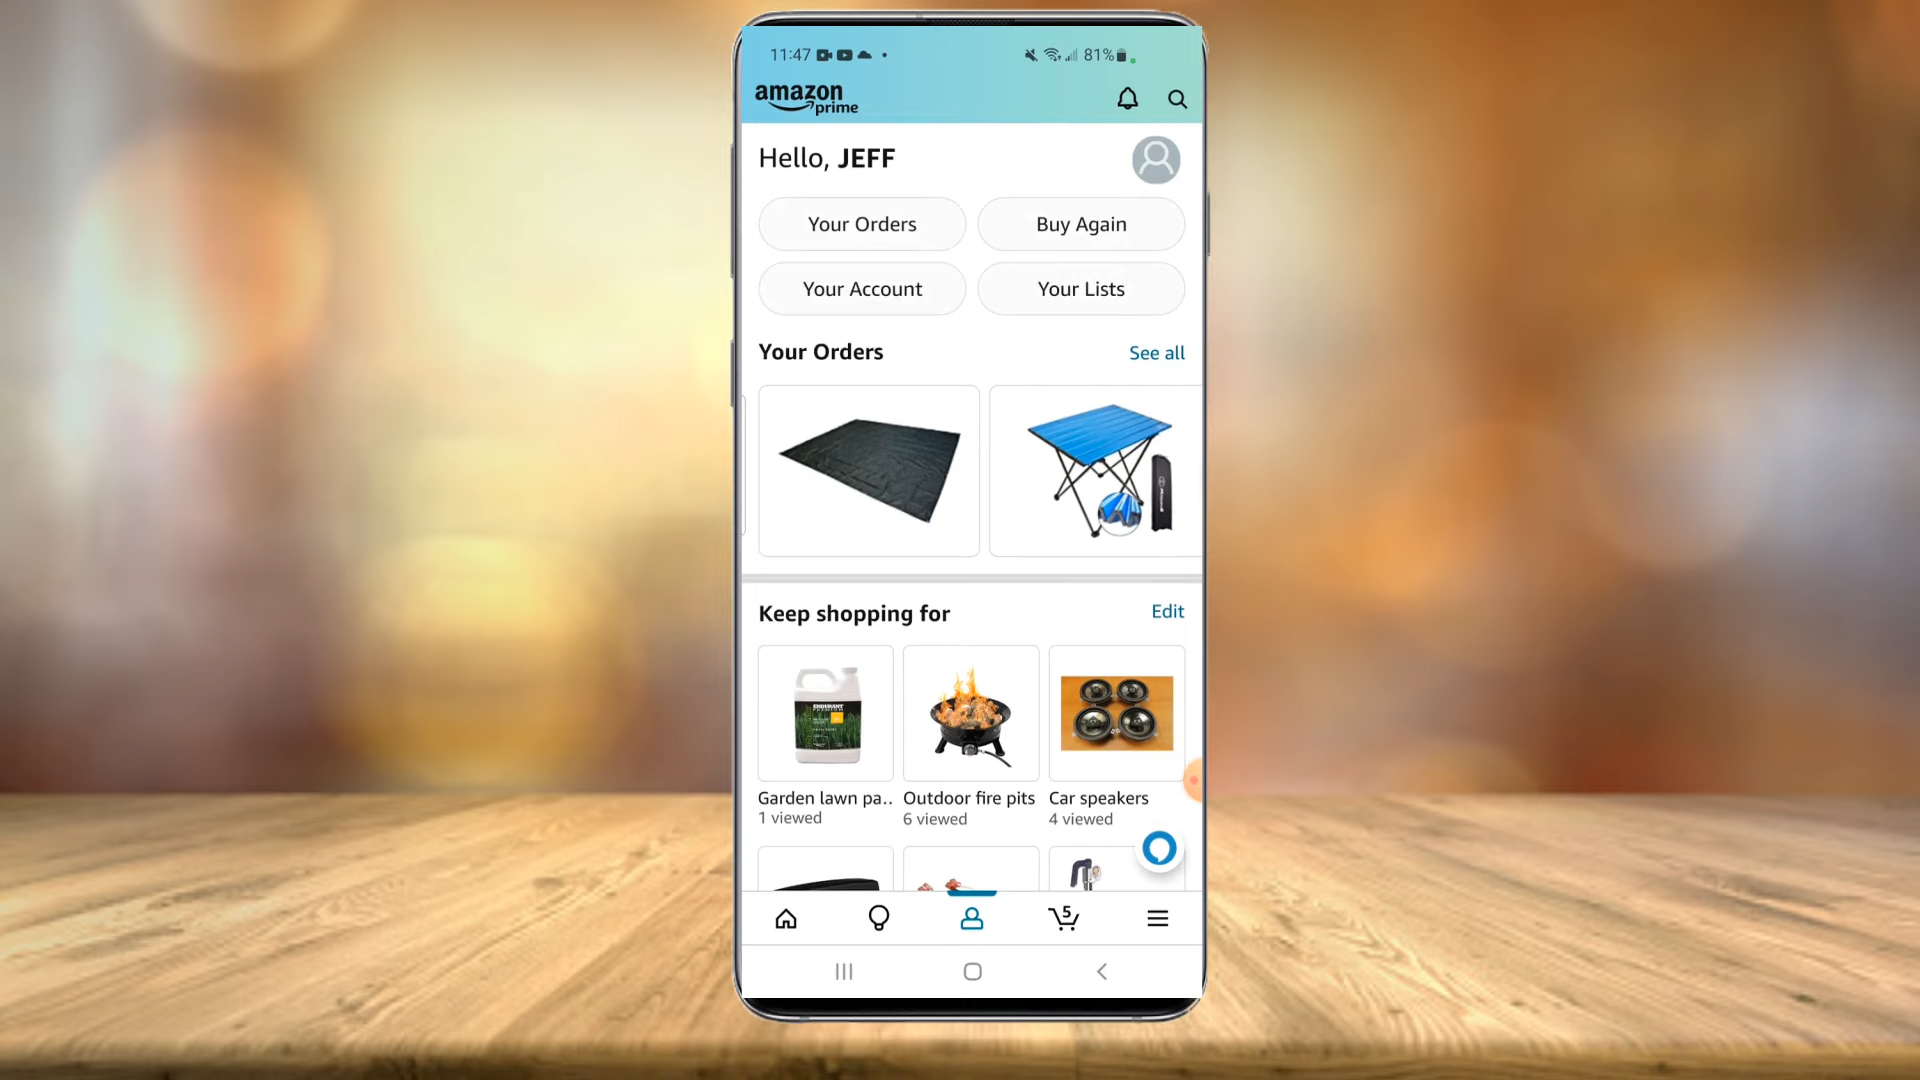 11:47
81%
amazon
prime
Hello, JEFF
Your Orders
Buy Again
Your Account
Your Lists
Your Orders
See all
Keep shopping for
Edit
ENDURANT
PREMIUM
Garden lawn pa..
Outdoor fire pits
Car speakers
1 viewed
6 viewed
4 viewed
5